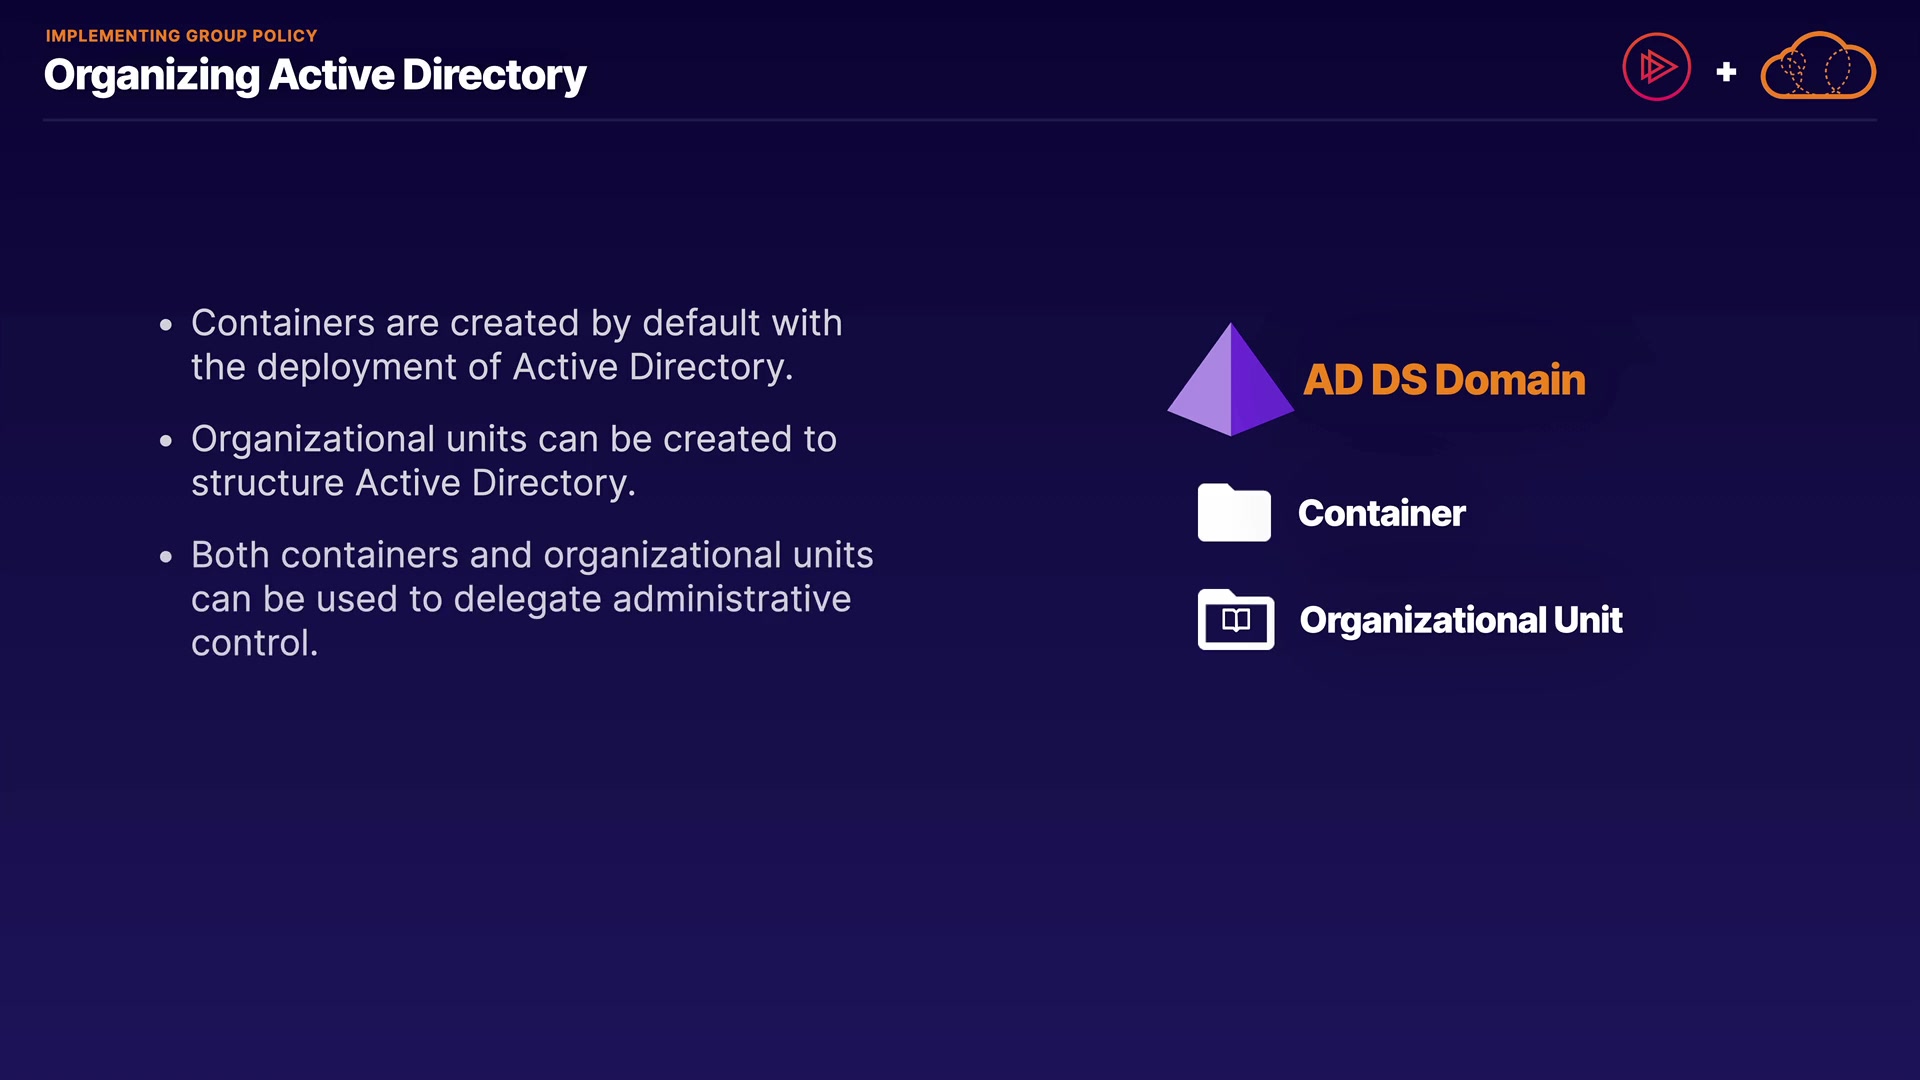 IMPLEMENTING GROUP POLICY
Organizing Active Directory
+
• Containers are created by default with
the deployment of Active Directory.
• Organizational units can be created to
structure Active Directory.
• Both containers and organizational units
can be used to delegate administrative
control.
AD DS Domain
Container
Organizational Unit